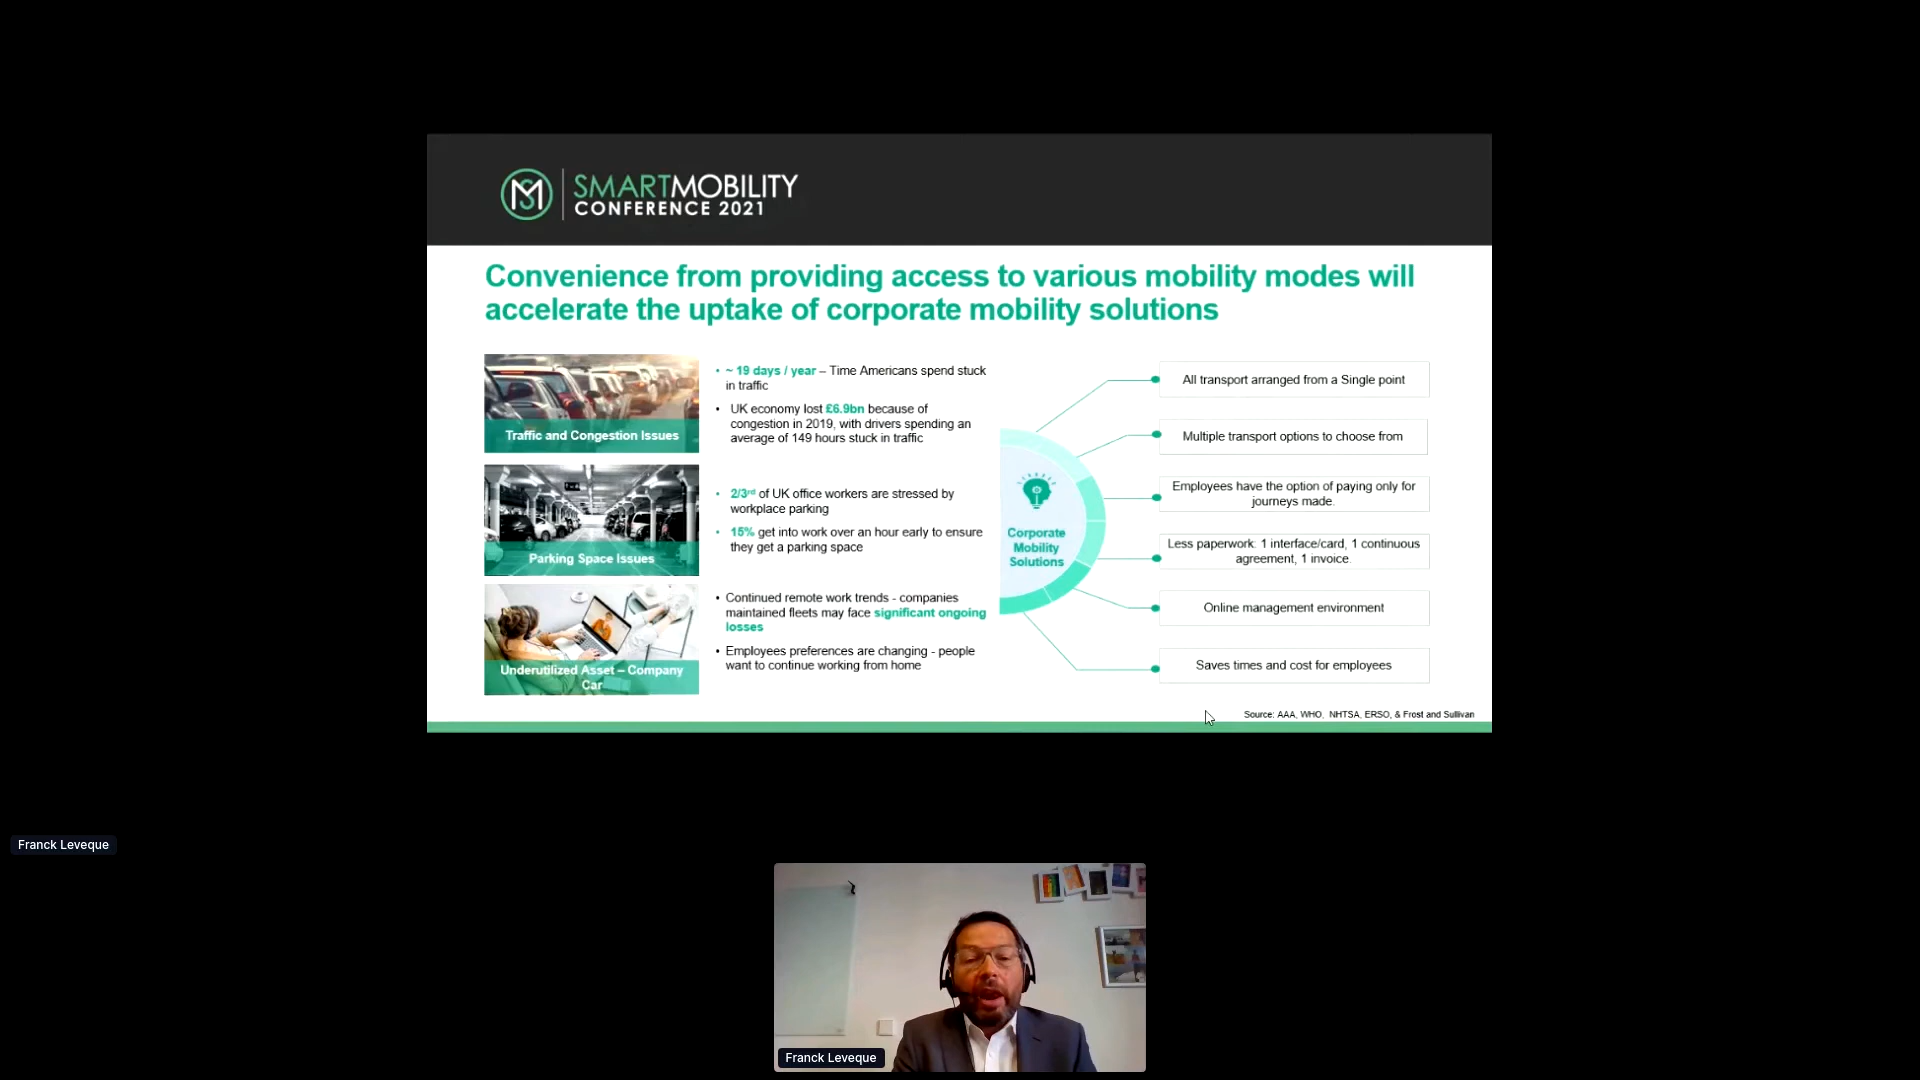 SMARTMOBILITY
CONFERENCE 2021
Convenience from providing access to various mobility modes will
accelerate the uptake of corporate mobility solutions
Traffic and Congestion Issues
• ~ 19 days / year – Time Americans spend stuck
in traffic
• UK economy lost £6.9bn because of
congestion in 2019, with drivers spending an
average of 149 hours stuck in traffic
Parking Space Issues
• 2/3rd of UK office workers are stressed by
workplace parking
• 15% get into work over an hour early to ensure
they get a parking space
Underutilized Asset – Company
Car
• Continued remote work trends - companies
maintained fleets may face significant ongoing
losses
• Employees preferences are changing - people
want to continue working from home
Corporate
Mobility
Solutions
All transport arranged from a Single point
Multiple transport options to choose from
Employees have the option of paying only for
journeys made.
Less paperwork: 1 interface/card, 1 continuous
agreement, 1 invoice.
Online management environment
Saves times and cost for employees
Source: AAA, WHO, NHTSA, ERSO, & Frost and Sullivan
Franck Leveque
Franck Leveque